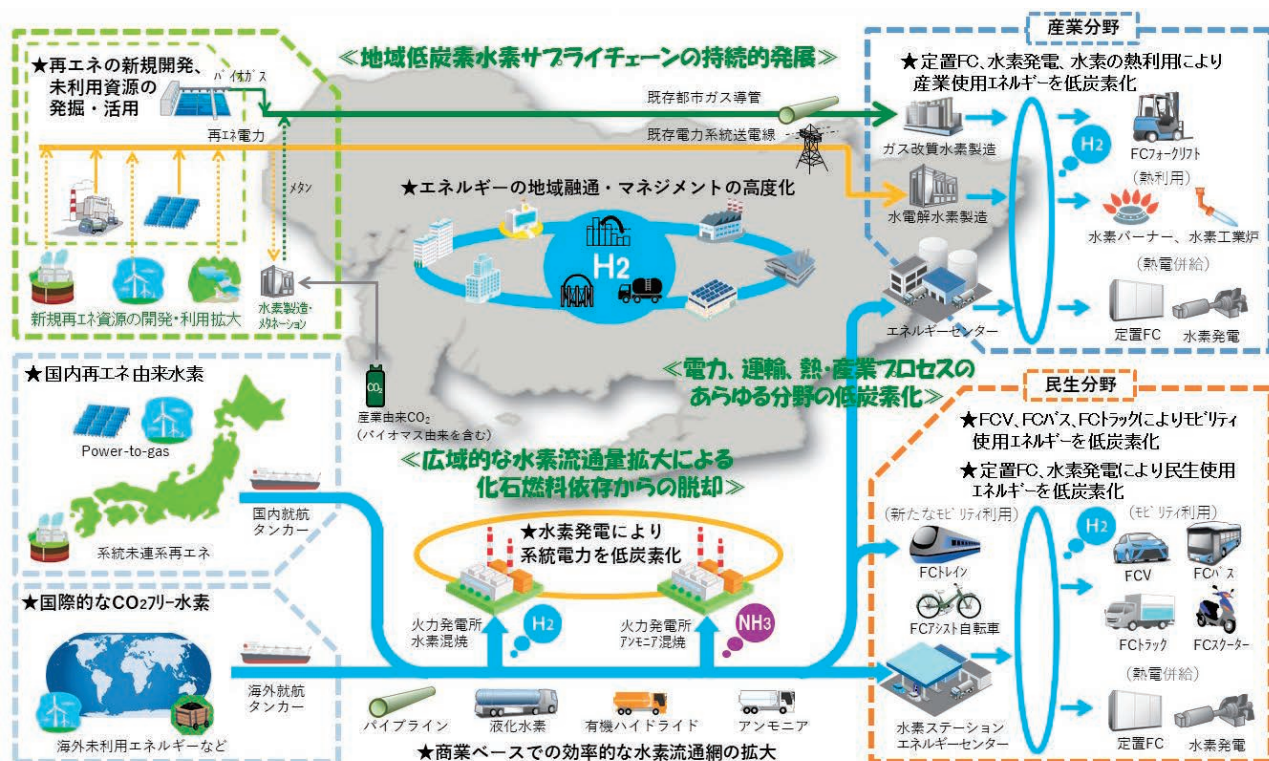 ≪地域低炭素水素サプライチェーンの持続的発展≫
★再エネの新規開発、
未利用資源の
発掘・活用
バイオガス
再エネ電力
メタン
新規再エネ資源の開発・利用拡大
水素製造・
メタネーション
既存都市ガス導管
既存電力系統送電線
★エネルギーの地域融通・マネジメントの高度化
H2
CO2
産業由来CO2
(バイオマス由来を含む)
産業分野
★定置FC、水素発電、水素の熱利用により
産業使用エネルギーを低炭素化
ガス改質水素製造
H2
FCフォークリフト
(熱利用)
水電解水素製造
水素バーナー、水素工業炉
(熱電併給)
エネルギーセンター
定置FC
水素発電
≪電力、運輸、熱・産業プロセスの
あらゆる分野の低炭素化≫
★国内再エネ由来水素
Power-to-gas
系統未連系再エネ
国内就航
タンカー
≪広域的な水素流通量拡大による
化石燃料依存からの脱却≫
★水素発電により
系統電力を低炭素化
火力発電所
水素混焼
H2
火力発電所
アンモニア混焼
NH3
★国際的なCO2フリー水素
海外未利用エネルギーなど
海外就航
タンカー
パイプライン
液化水素
有機ハイドライド
アンモニア
★商業ベースでの効率的な水素流通網の拡大
民生分野
★FCV、FCバス、FCトラックによりモビリティ
使用エネルギーを低炭素化
★定置FC、水素発電により民生使用
エネルギーを低炭素化
(新たなモビリティ利用)
H2
(モビリティ利用)
FCトレイン
FCV
FCバス
FCアシスト自転車
FCトラック
FCスクーター
(熱電併給)
水素ステーション
エネルギーセンター
定置FC
水素発電